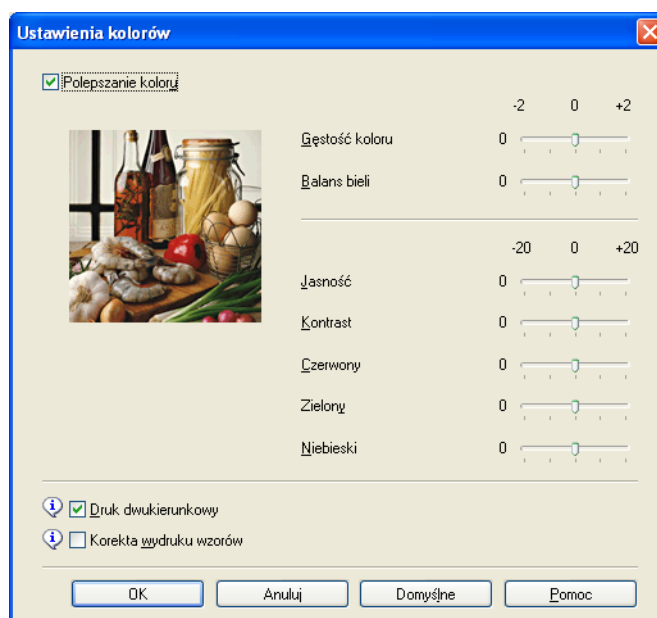 Ustawienia kolorów
Polepszanie koloru
-2 0 +2
Gęstość koloru 0
Balans bieli 0
-20 0 +20
Jasność 0
Kontrast 0
Czerwony 0
Zielony 0
Niebieski 0
Druk dwukierunkowy
Korekta wydruku wzorów
OK Anuluj Domyślne Pomoc